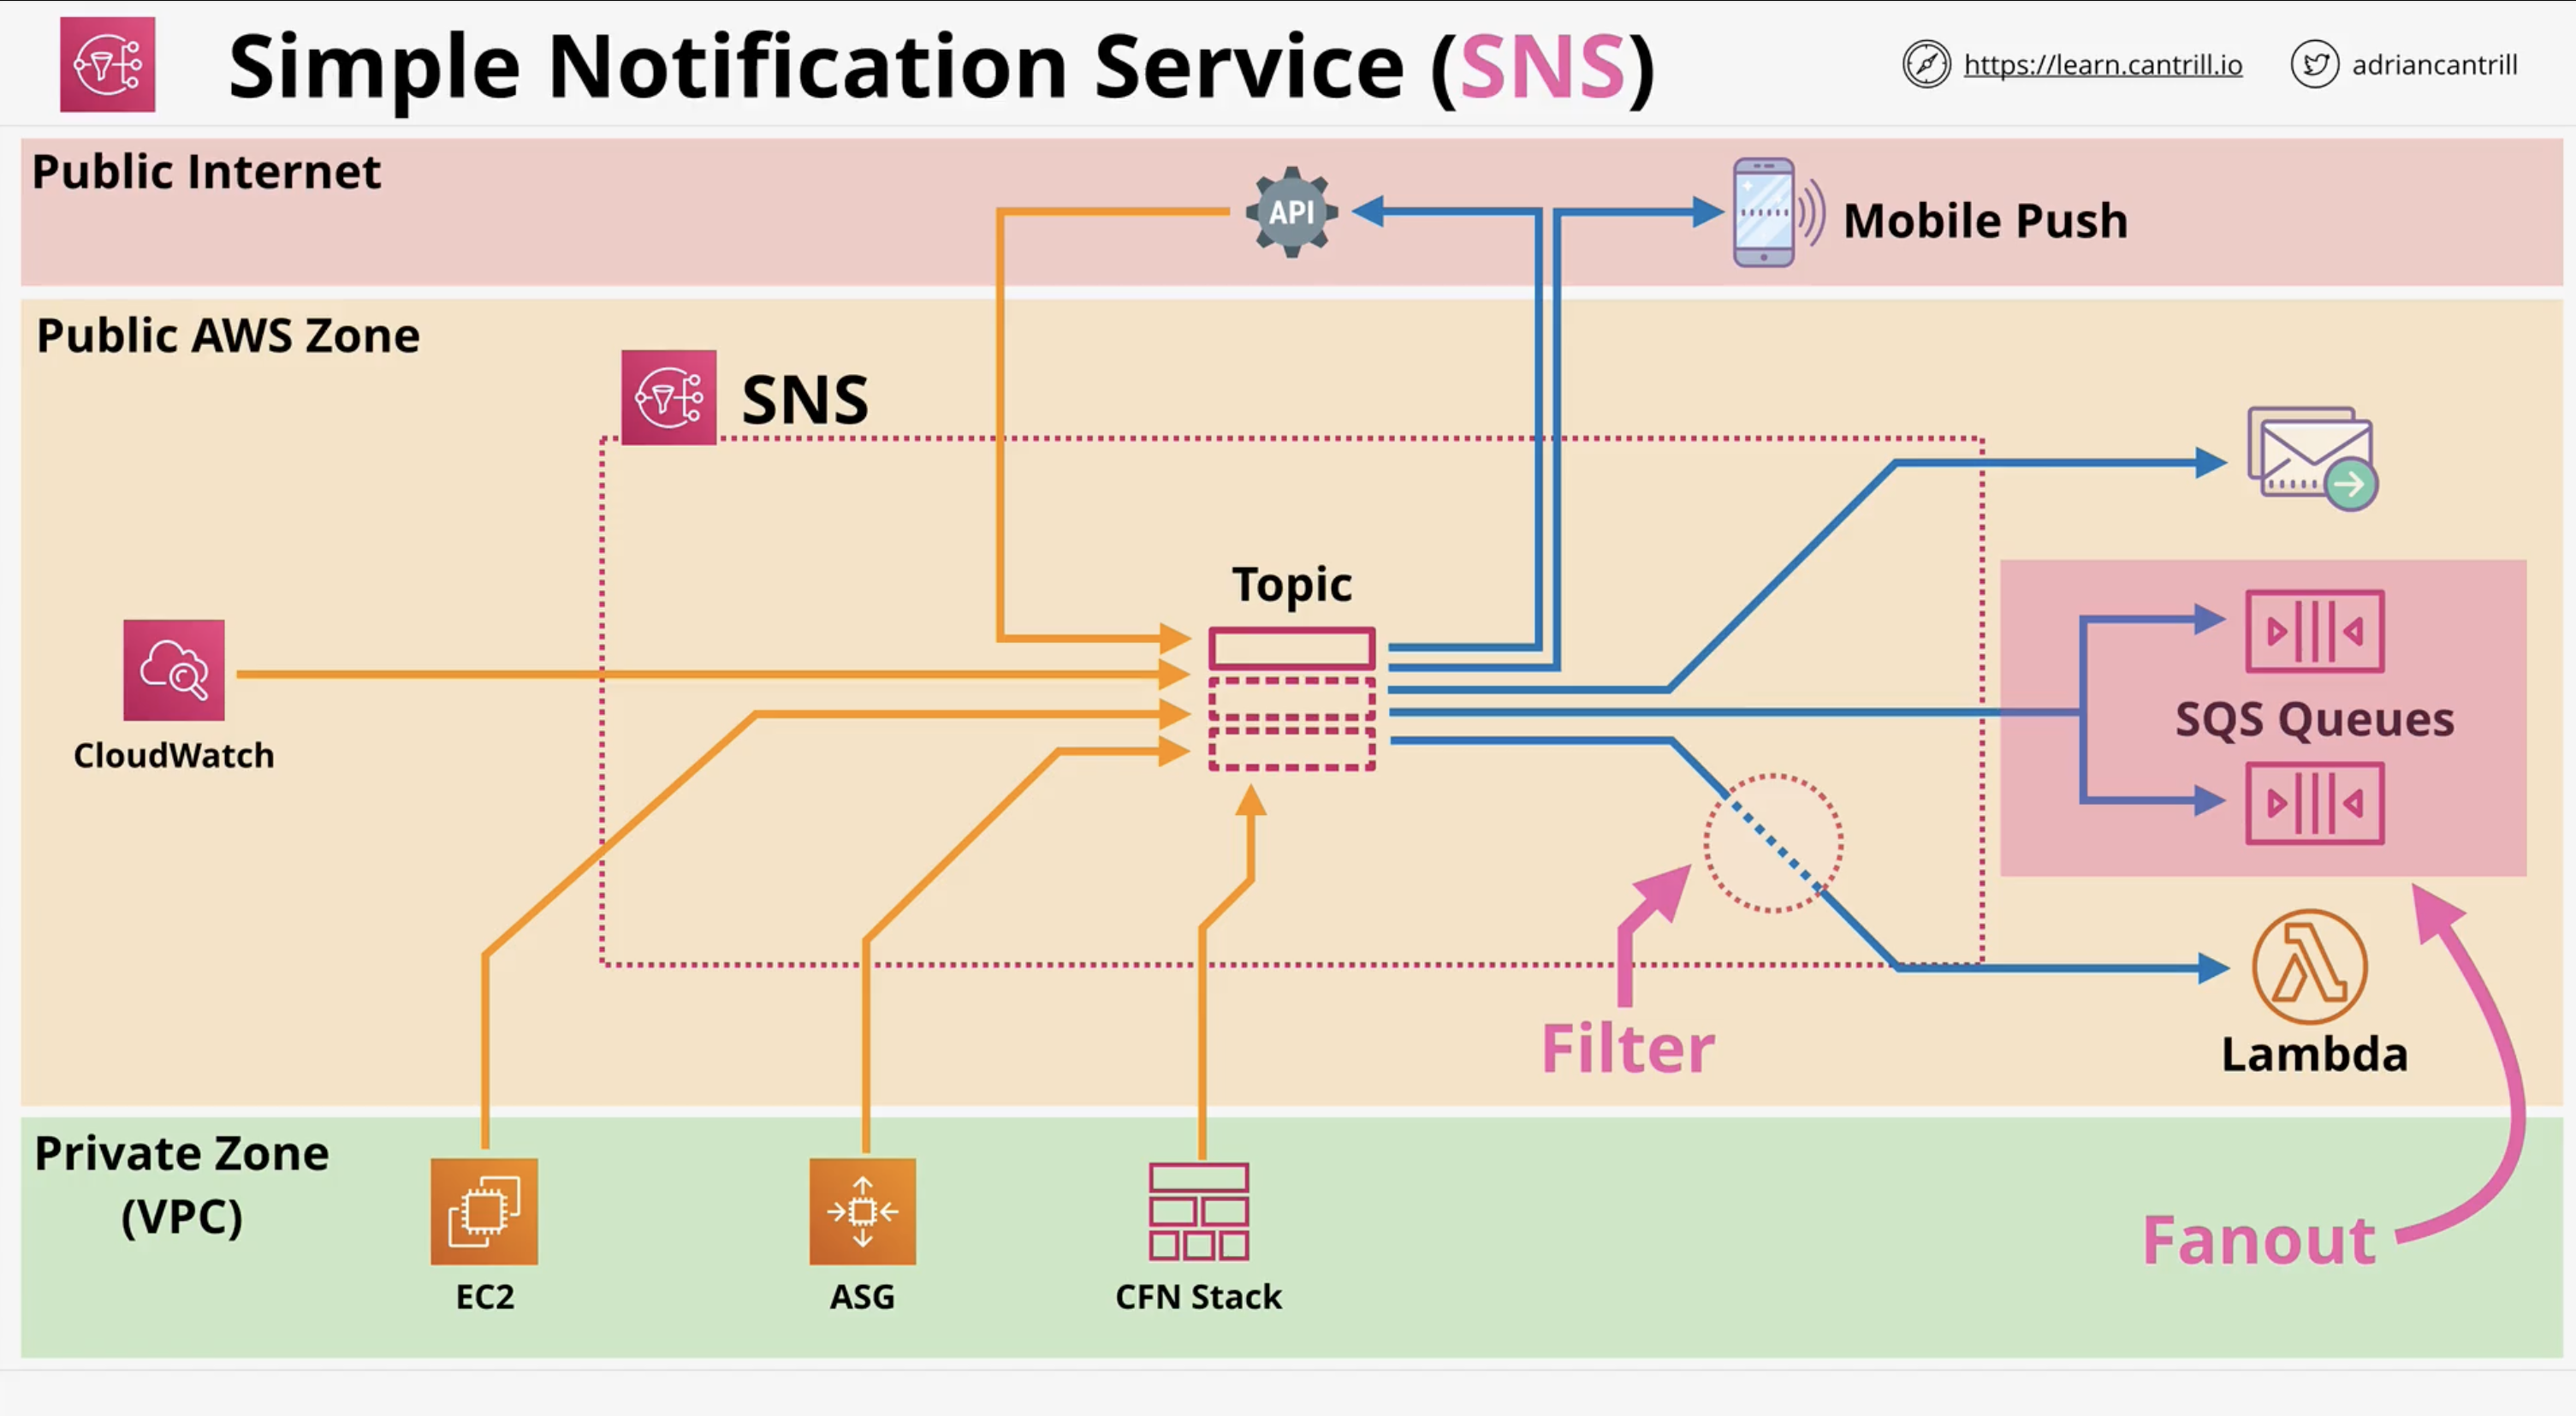 Simple Notification Service (SNS)
https://learn.cantrill.io
adriancantrill
Public Internet
API
Mobile Push
Public AWS Zone
SNS
Topic
CloudWatch
SQS Queues
Filter
Lambda
Private Zone
(VPC)
EC2
ASG
CFN Stack
Fanout